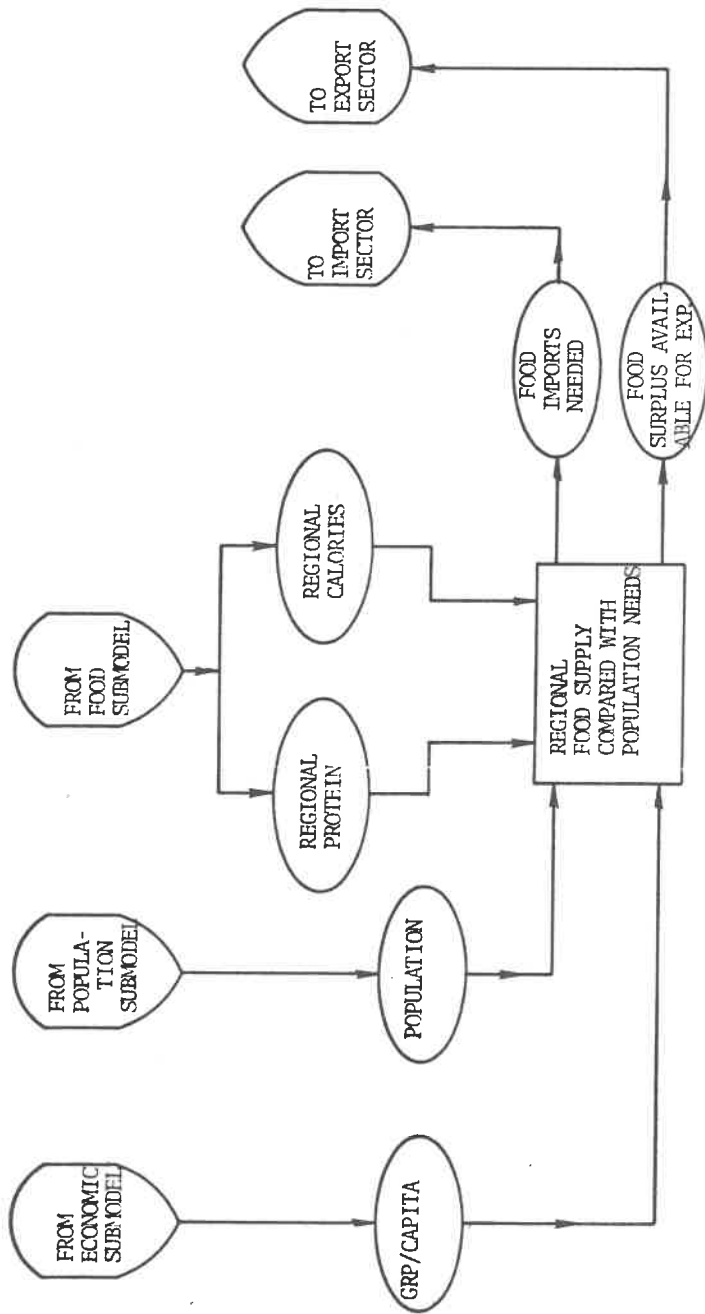 FROM
ECONOMIC
SUBMODEL
FROM
POPULA-
TION
SUBMODEL
FROM
FOOD
SUBMODEL
GRP/CAPITA
POPULATION
REGIONAL
PROTEIN
REGIONAL
CALORIES
REGIONAL
FOOD SUPPLY
COMPARED WITH
POPULATION NEEDS
FOOD
IMPORTS
NEEDED
FOOD
SURPLUS AVAIL
ABLE FOR EXP.
TO
IMPORT
SECTOR
TO
EXPORT
SECTOR